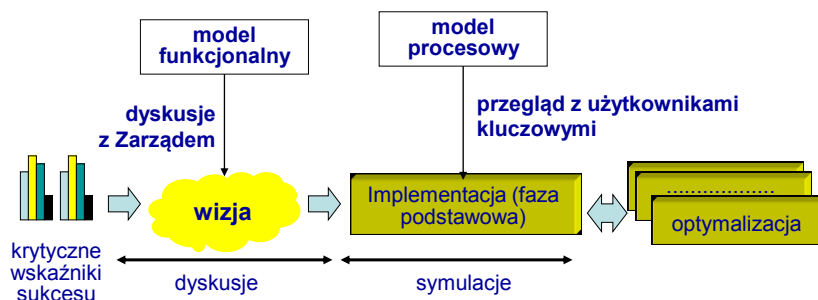 model
funkcjonalny
model
procesowy
dyskusje
z Zarządem
przegląd z użytkownikami
kluczowymi
wizja
Implementacja (faza
podstawowa)
....................
optymalizacja
krytyczne
wskaźniki
sukcesu
dyskusje
symulacje